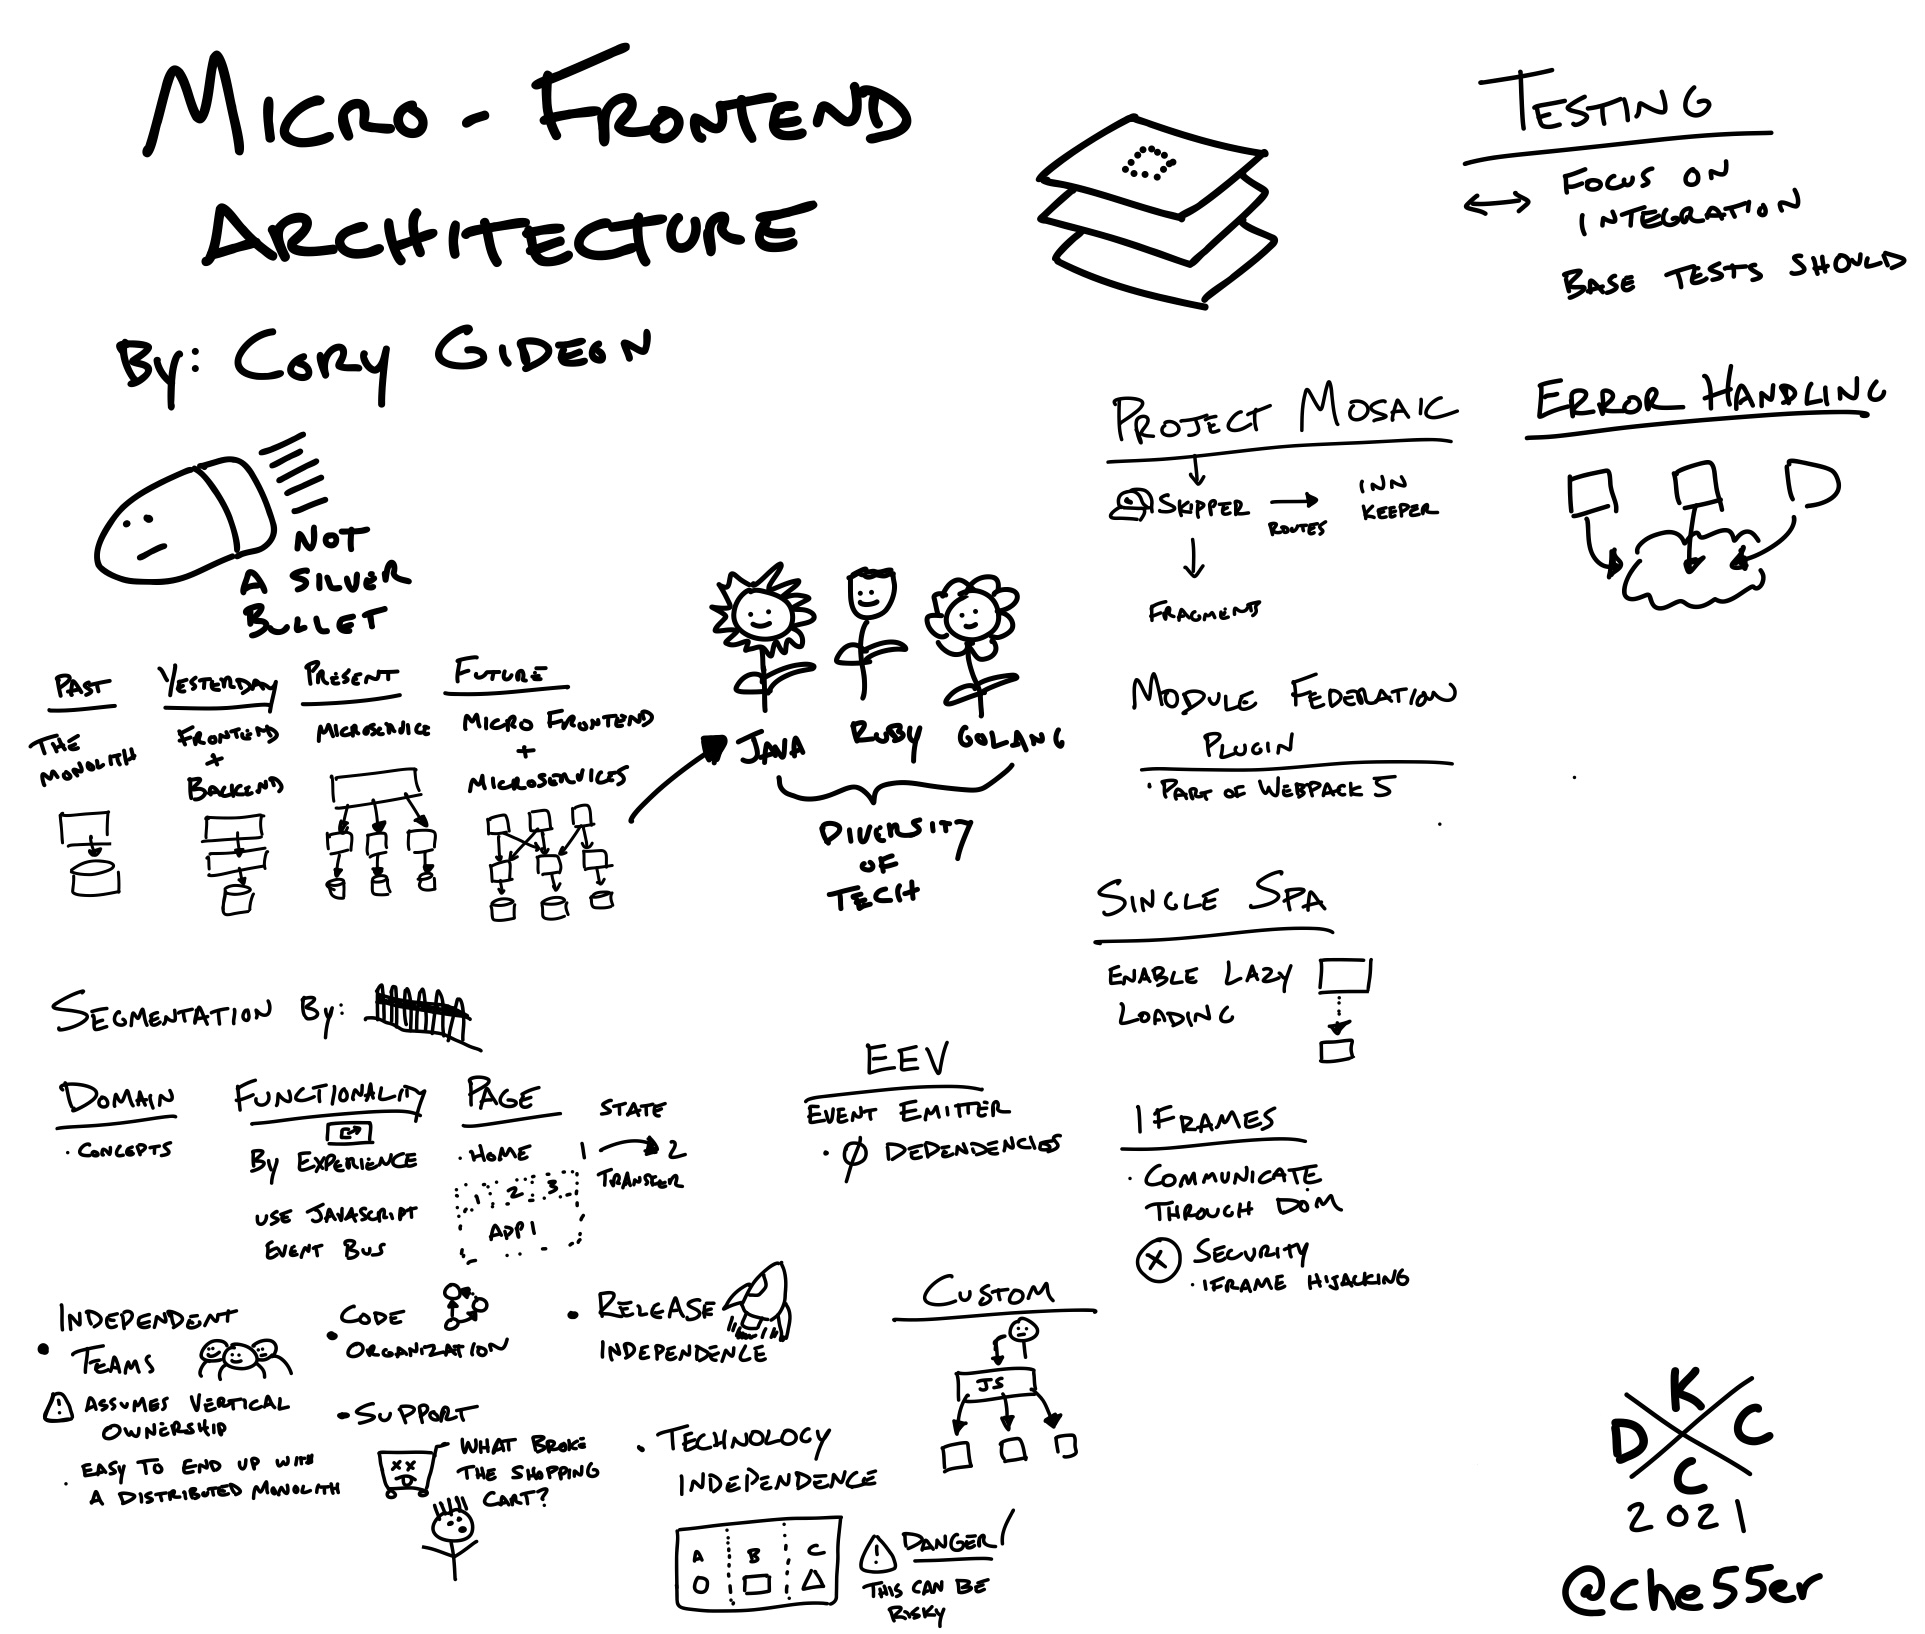 MICRO - FRONTEND
ARCHITECTURE
BY: CORY GIDEON
NOT
A SILVER
BULLET
PAST
THE
MONOLITH
YESTERDAY
FRONTEND
+
BACKEND
PRESENT
MICROSERVICE
FUTURE
MICRO FRONTEND
+
MICROSERVICES
JAVA
RUBY
GOLANG
DIVERSITY
OF
TECH
SEGMENTATION BY:
DOMAIN
· CONCEPTS
FUNCTIONALITY
BY EXPERIENCE
USE JAVASCRIPT
EVENT BUS
PAGE
· HOME
1 2 3
APP 1
STATE
1 → 2
TRANSFER
• INDEPENDENT
TEAMS
ASSUMES VERTICAL
OWNERSHIP
· EASY TO END UP WITH
A DISTRIBUTED MONOLITH
• CODE
ORGANIZATION
• SUPPORT
WHAT BROKE
THE SHOPPING
CART?
• RELEASE
INDEPENDENCE
• TECHNOLOGY
INDEPENDENCE
A B C
! DANGER!
THIS CAN BE
RISKY
EEV
EVENT EMITTER
· Ø DEPENDENCIES
CUSTOM
JS
PROJECT MOSAIC
SKIPPER → INN
ROUTES KEEPER
FRAGMENTS
MODULE FEDERATION
PLUGIN
· PART OF WEBPACK 5
SINGLE SPA
ENABLE LAZY
LOADING
IFRAMES
· COMMUNICATE
THROUGH DOM
X SECURITY
· IFRAME HIJACKING
TESTING
↔ FOCUS ON
INTEGRATION
BASE TESTS SHOULD
ERROR HANDLING
K
D C
C
2021
@che55er